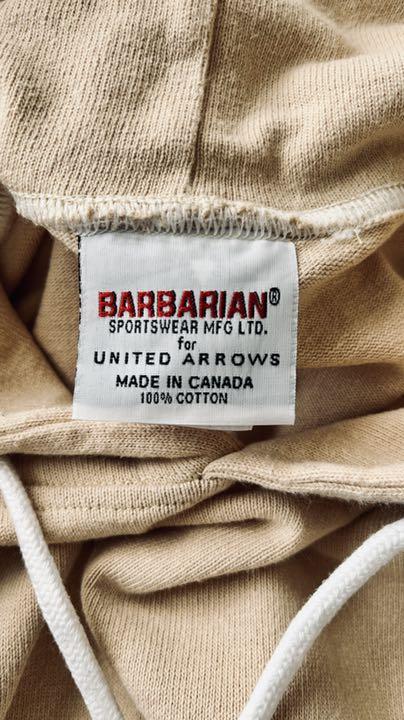 BARBARIAN®
SPORTSWEAR MFG LTD.
for
UNITED ARROWS
MADE IN CANADA
100% COTTON